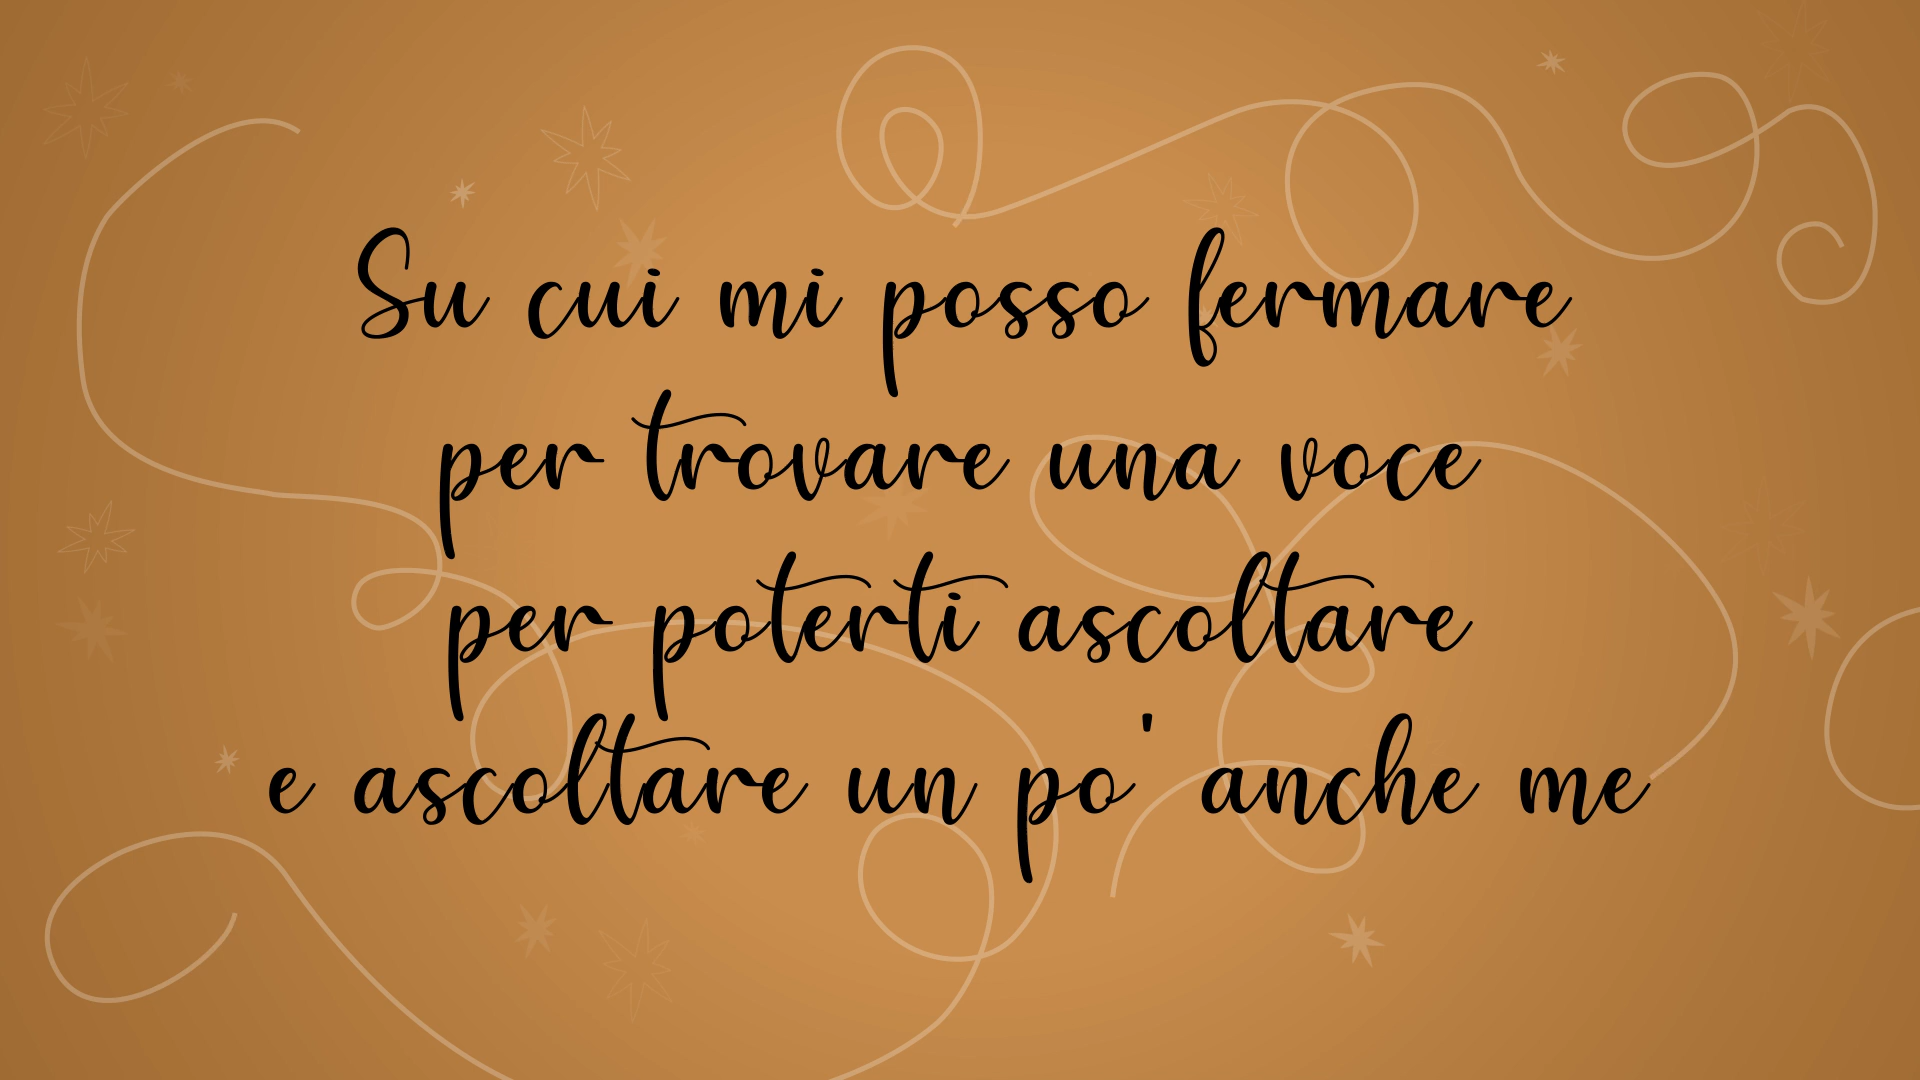 Su cui mi posso fermare
per trovare una voce
per poterti ascoltare
e ascoltare un po' anche me